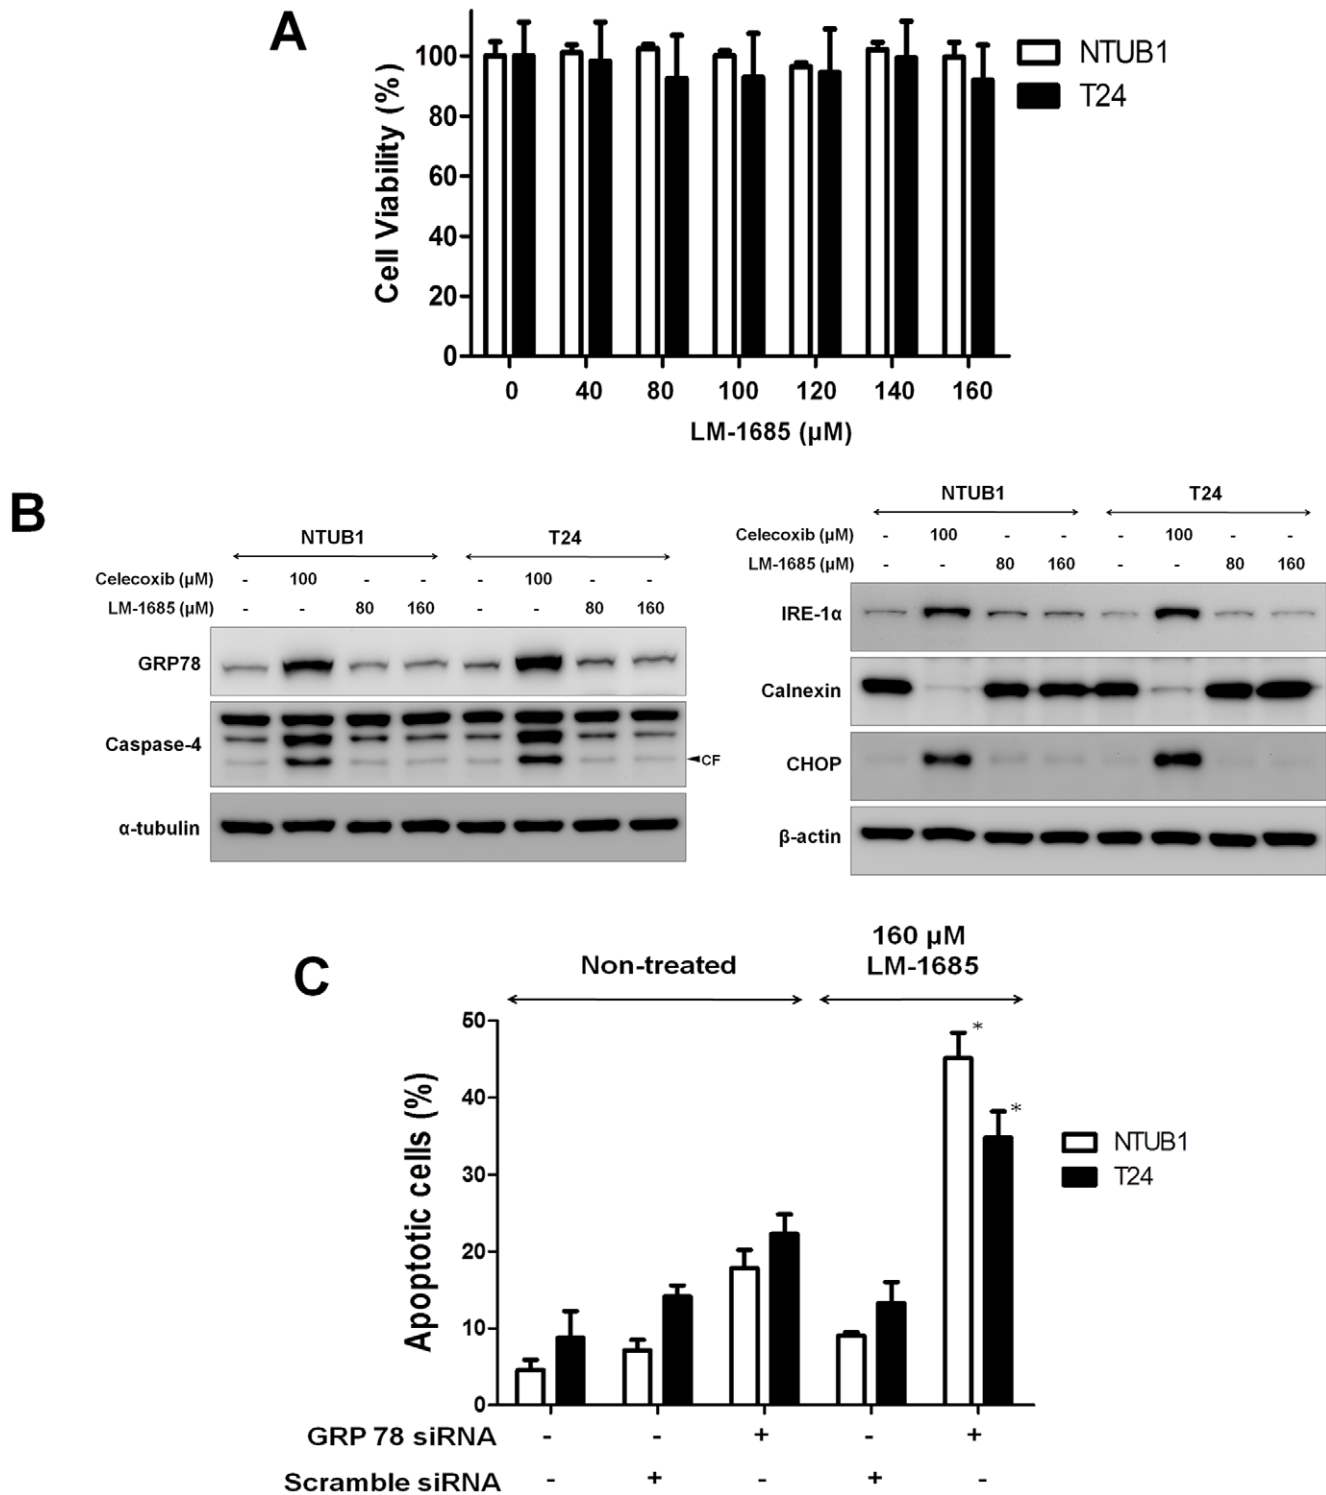 A
NTUB1
T24
Cell Viability (%)
100
80
60
40
20
0
0 40 80 100 120 140 160
LM-1685 (μM)
B
NTUB1 T24
Celecoxib (μM) - 100 - - - 100 - -
LM-1685 (μM) - - 80 160 - - 80 160
GRP78
Caspase-4
CF
α-tubulin
NTUB1 T24
Celecoxib (μM) - 100 - - - 100 - -
LM-1685 (μM) - - 80 160 - - 80 160
IRE-1α
Calnexin
CHOP
β-actin
C
Non-treated
160 μM
LM-1685
Apoptotic cells (%)
50
40
30
20
10
0
* 
*
NTUB1
T24
GRP 78 siRNA - - + - +
Scramble siRNA - + - + -